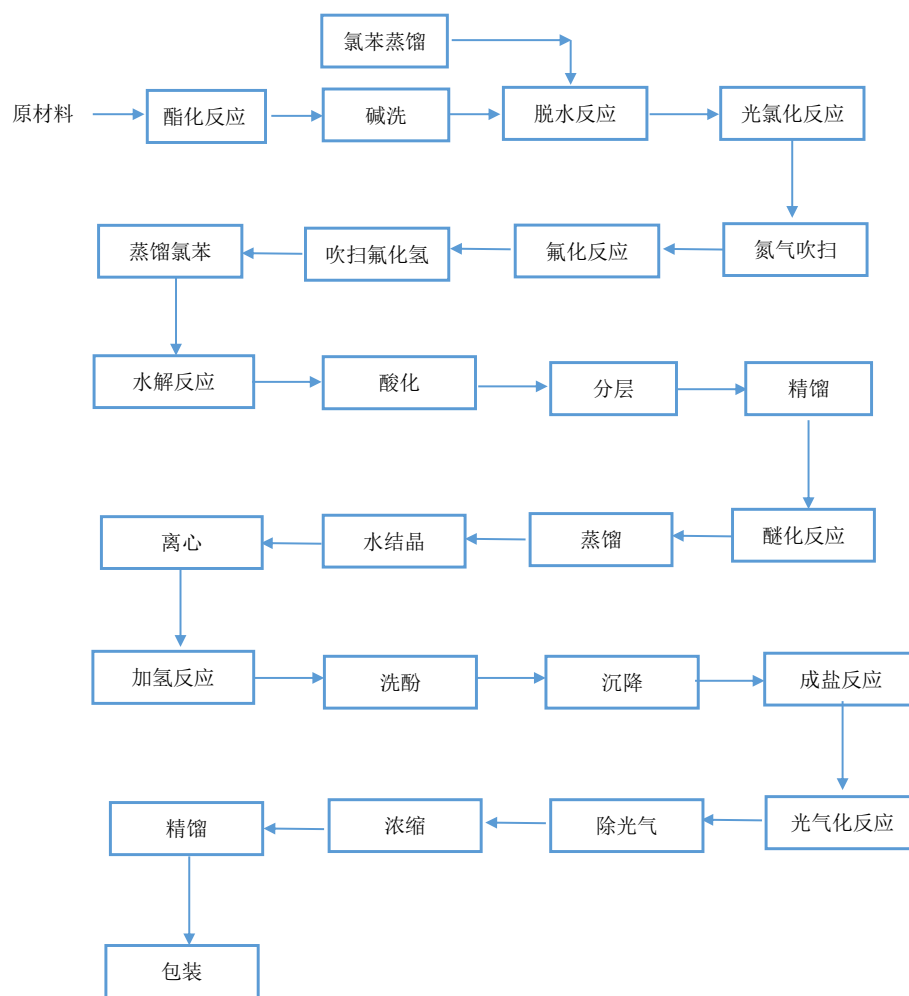 氯苯蒸馏
原材料
酯化反应
碱洗
脱水反应
光氯化反应
蒸馏氯苯
吹扫氟化氢
氟化反应
氮气吹扫
水解反应
酸化
分层
精馏
离心
水结晶
蒸馏
醚化反应
加氢反应
洗酚
沉降
成盐反应
精馏
浓缩
除光气
光气化反应
包装